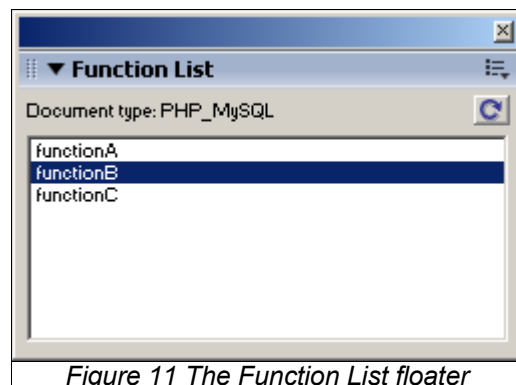 Function List
Document type: PHP_MySQL
functionA
functionB
functionC
Figure 11 The Function List floater